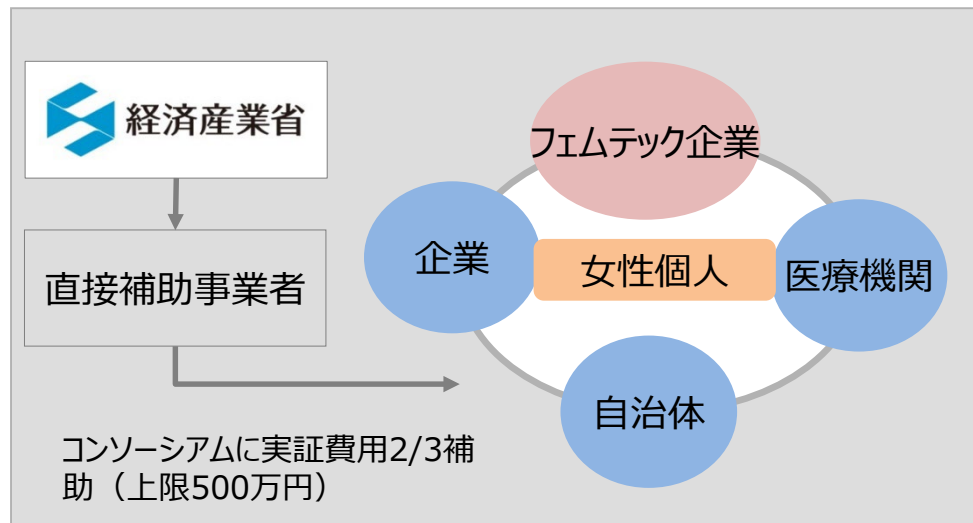 経済産業省
直接補助事業者
コンソーシアムに実証費用2/3補
助（上限500万円）
フェムテック企業
企業
女性個人
医療機関
自治体